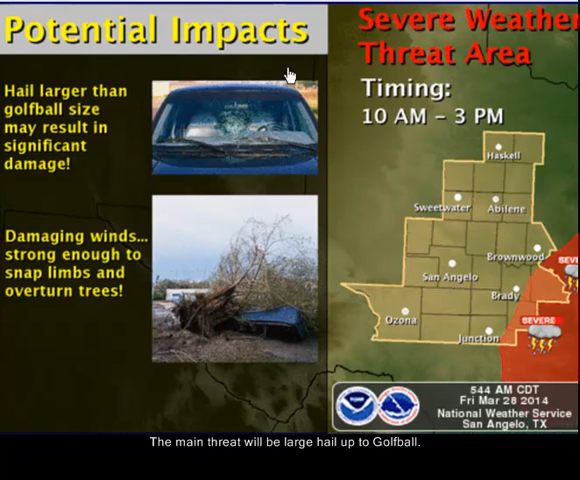 Potential Impacts
Hail larger than
golfball size
may result in
significant
damage!
Damaging winds...
strong enough to
snap limbs and
overturn trees!
Severe Weather
Threat Area
Timing:
10 AM – 3 PM
Haskell
Sweetwater
Abilene
Brownwood
San Angelo
Brady
Ozona
Junction
SEVERE
544 AM CDT
Fri Mar 28 2014
National Weather Service
San Angelo, TX
The main threat will be large hail up to Golfball.